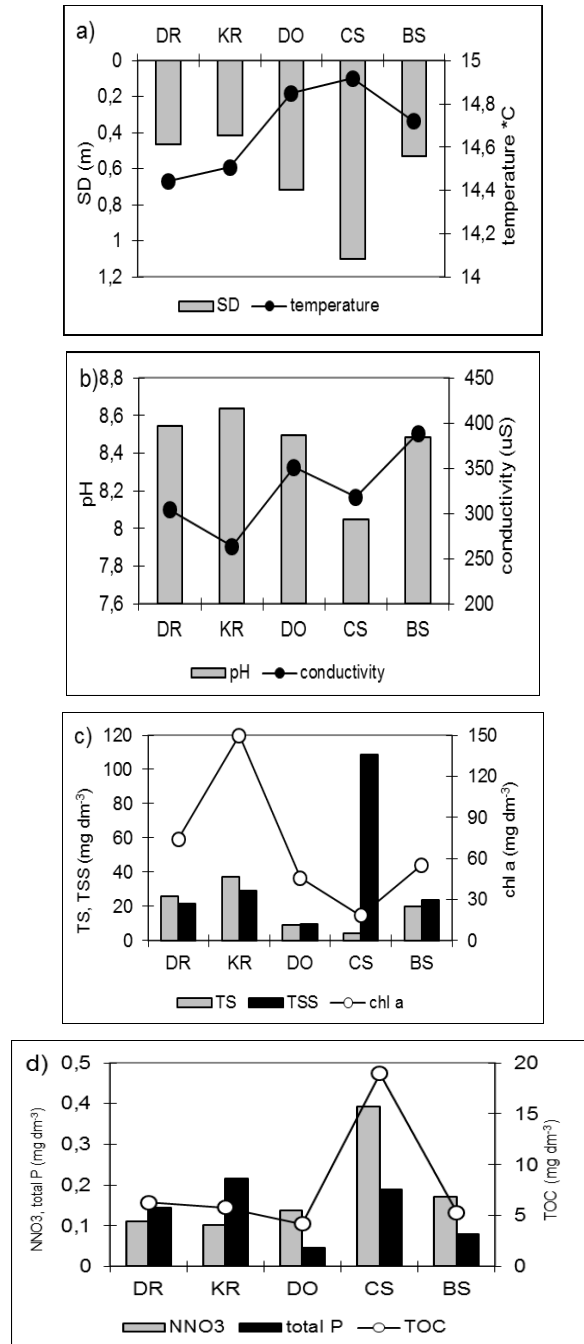 a)
DR KR DO CS BS
0
0,2
0,4
0,6
0,8
1
1,2
SD (m)
15
14,8
14,6
14,4
14,2
14
temperature *C
SD temperature
b)
8,8
8,6
8,4
8,2
8
7,8
7,6
pH
450
400
350
300
250
200
conductivity (uS)
DR KR DO CS BS
pH conductivity
c)
120
100
80
60
40
20
0
TS, TSS (mg dm-3)
150
120
90
60
30
0
chl a (mg dm-3)
DR KR DO CS BS
TS TSS chl a
d)
0,5
0,4
0,3
0,2
0,1
0
NNO3, total P (mg dm-3)
20
15
10
5
0
TOC (mg dm-3)
DR KR DO CS BS
NNO3 total P TOC